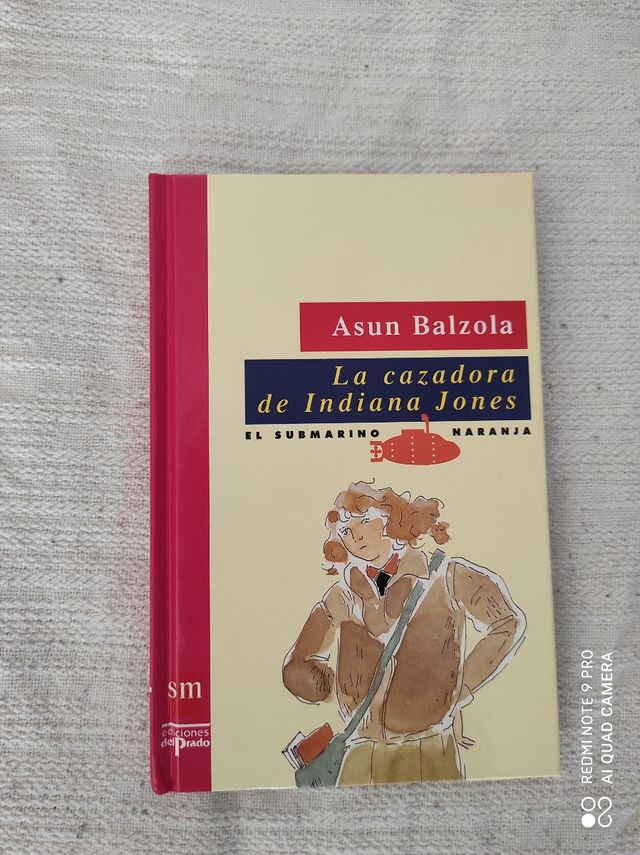 Asun Balzola
La cazadora
de Indiana Jones
EL SUBMARINO NARANJA
sm
ediciones
del Prado
REDMI NOTE 9 PRO
AI QUAD CAMERA